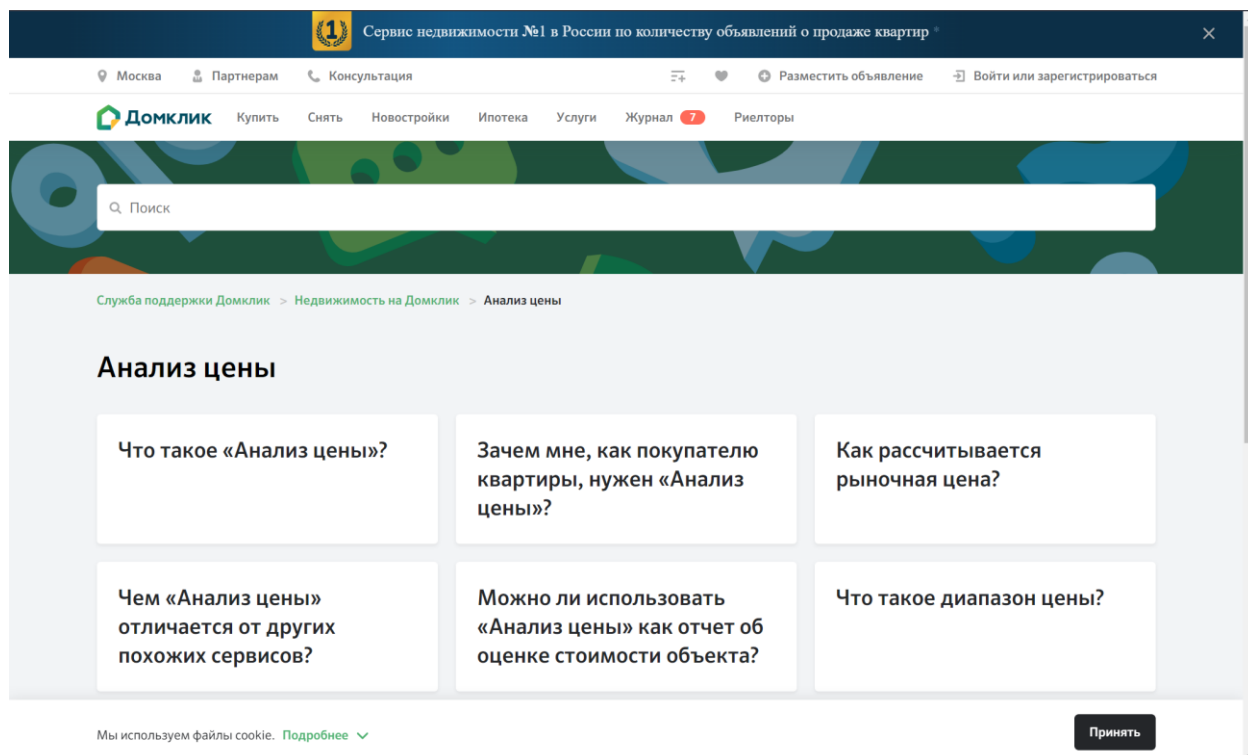 Сервис недвижимости №1 в России по количеству объявлений о продаже квартир *
Москва Партнерам Консультация Разместить объявление Войти или зарегистрироваться
Домклик Купить Снять Новостройки Ипотека Услуги Журнал 7 Риелторы
Поиск
Служба поддержки Домклик > Недвижимость на Домклик > Анализ цены
Анализ цены
Что такое «Анализ цены»?
Зачем мне, как покупателю
квартиры, нужен «Анализ
цены»?
Как рассчитывается
рыночная цена?
Чем «Анализ цены»
отличается от других
похожих сервисов?
Можно ли использовать
«Анализ цены» как отчет об
оценке стоимости объекта?
Что такое диапазон цены?
Мы используем файлы cookie. Подробнее
Принять